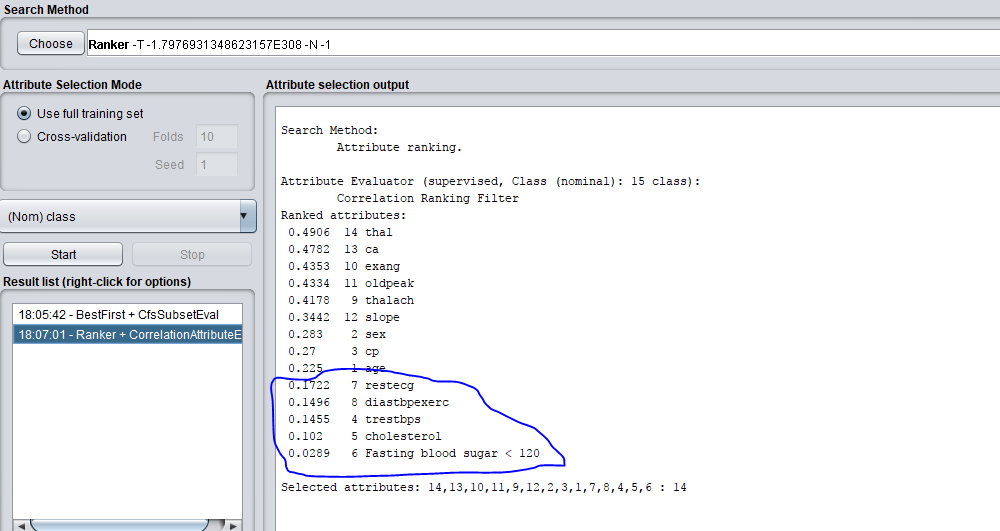 Search Method
Choose Ranker -T -1.7976931348623157E308 -N -1
Attribute Selection Mode
Use full training set
Cross-validation Folds 10
Seed 1
(Nom) class
Start Stop
Result list (right-click for options)
18:05:42 - BestFirst + CfsSubsetEval
18:07:01 - Ranker + CorrelationAttributeE
Attribute selection output
Search Method:
Attribute ranking.
Attribute Evaluator (supervised, Class (nominal): 15 class):
Correlation Ranking Filter
Ranked attributes:
0.4906 14 thal
0.4782 13 ca
0.4353 10 exang
0.4334 11 oldpeak
0.4178 9 thalach
0.3442 12 slope
0.283 2 sex
0.27 3 cp
0.225 1 age
0.1722 7 restecg
0.1496 8 diastbpexerc
0.1455 4 trestbps
0.102 5 cholesterol
0.0289 6 Fasting blood sugar < 120
Selected attributes: 14,13,10,11,9,12,2,3,1,7,8,4,5,6 : 14